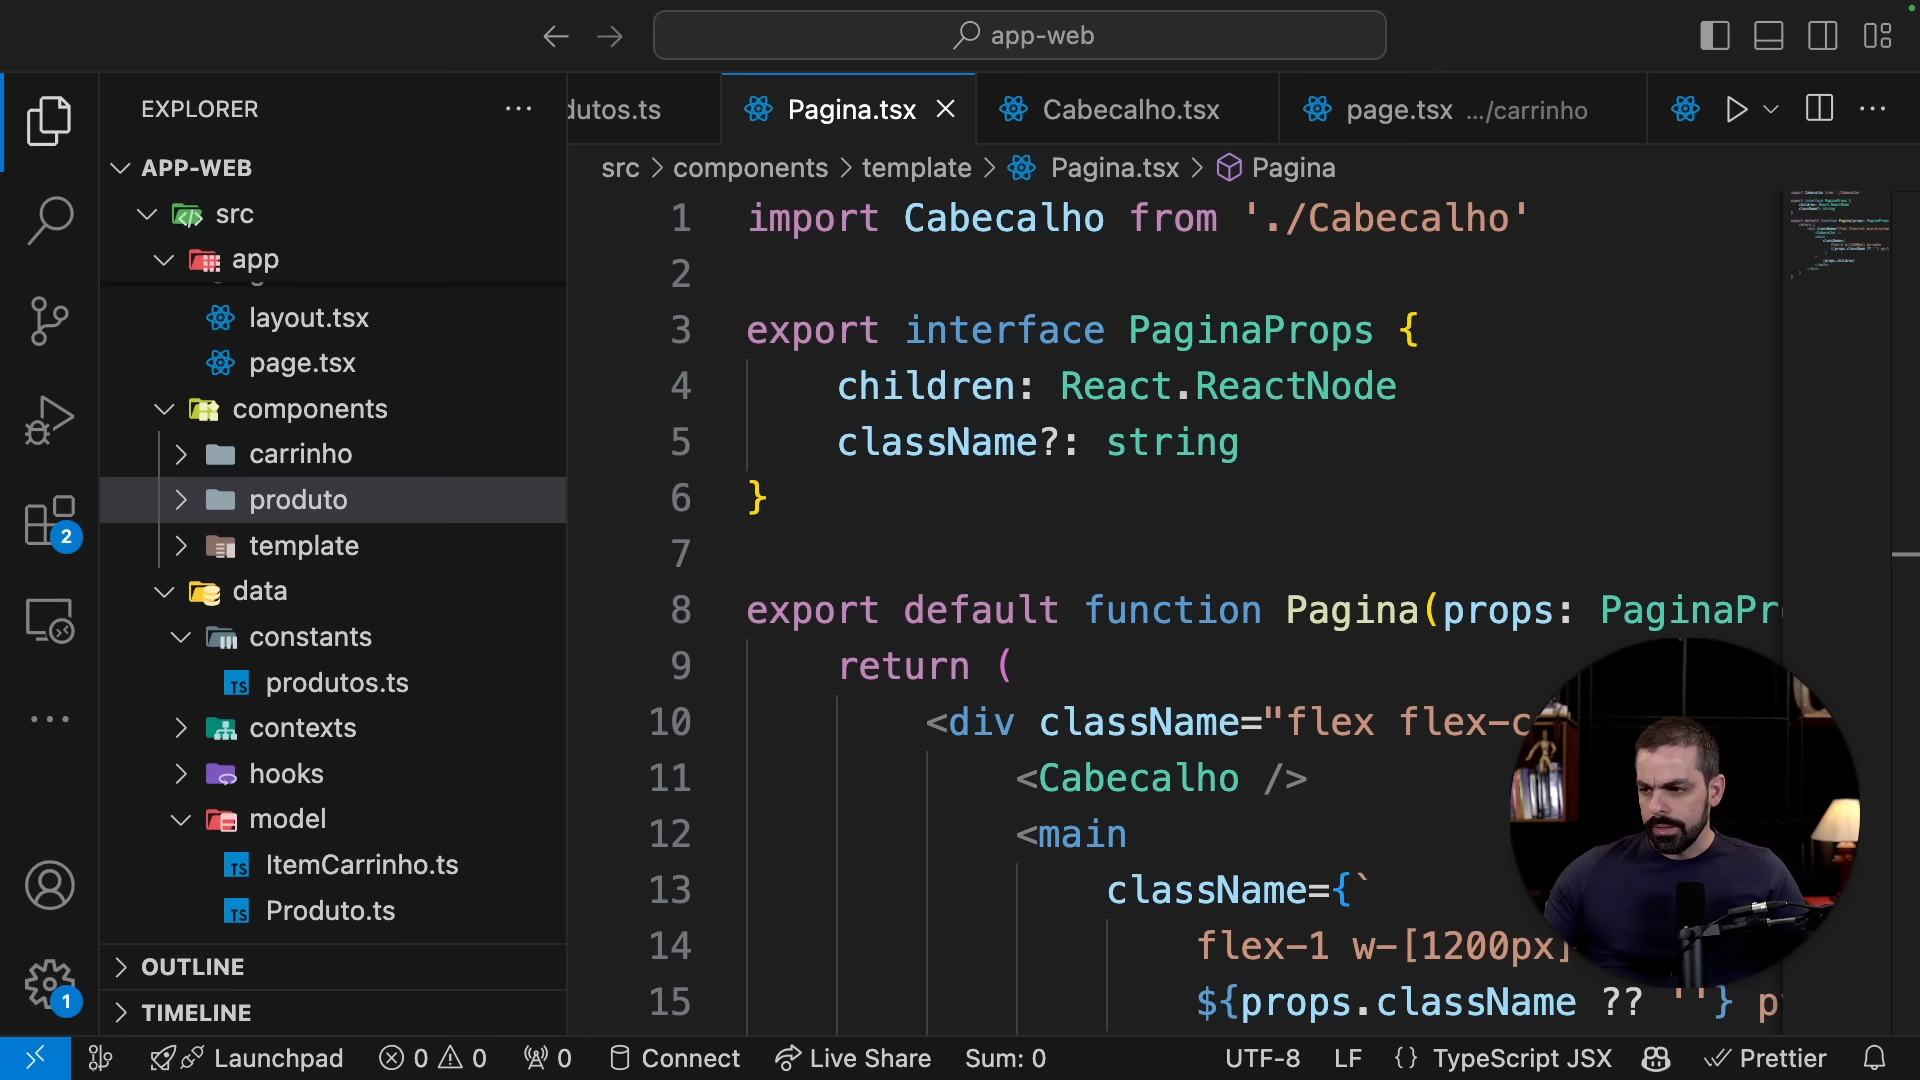 app-web
EXPLORER
APP-WEB
src
app
layout.tsx
page.tsx
components
carrinho
produto
template
data
constants
produtos.ts
contexts
hooks
model
ItemCarrinho.ts
Produto.ts
OUTLINE
TIMELINE
2
1
dutos.ts
Pagina.tsx
Cabecalho.tsx
page.tsx .../carrinho
src > components > template > Pagina.tsx > Pagina
1 import Cabecalho from './Cabecalho'
2
3 export interface PaginaProps {
4 children: React.ReactNode
5 className?: string
6 }
7
8 export default function Pagina(props: PaginaPr
9 return (
10 <div className="flex flex-c
11 <Cabecalho />
12 <main
13 className={`
14 flex-1 w-[1200px]
15 ${props.className ?? ''} p
Launchpad 0 0 0 Connect Live Share Sum: 0 UTF-8 LF {} TypeScript JSX Prettier